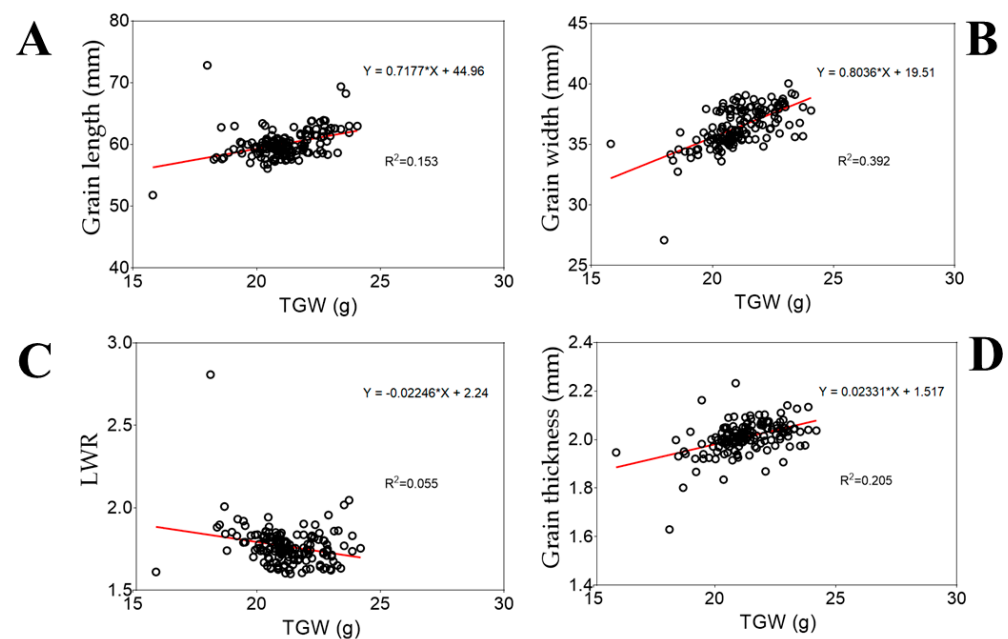 A
Grain length (mm)
80
70
60
50
40
Y = 0.7177*X + 44.96
R²=0.153
15 20 25 30
TGW (g)
B
Grain width (mm)
45
40
35
30
25
Y = 0.8036*X + 19.51
R²=0.392
15 20 25 30
TGW (g)
C
LWR
3.0
2.5
2.0
1.5
Y = -0.02246*X + 2.24
R²=0.055
15 20 25 30
TGW (g)
D
Grain thickness (mm)
2.4
2.2
2.0
1.8
1.6
1.4
Y = 0.02331*X + 1.517
R²=0.205
15 20 25 30
TGW (g)